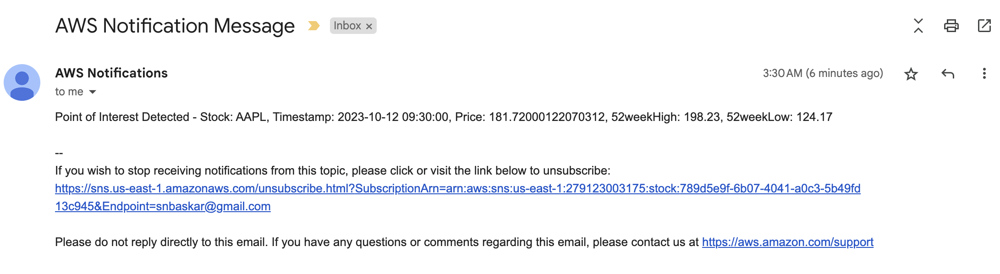 AWS Notification Message
Inbox ×
AWS Notifications
3:30 AM (6 minutes ago)
to me
Point of Interest Detected - Stock: AAPL, Timestamp: 2023-10-12 09:30:00, Price: 181.72000122070312, 52weekHigh: 198.23, 52weekLow: 124.17
--
If you wish to stop receiving notifications from this topic, please click or visit the link below to unsubscribe:
https://sns.us-east-1.amazonaws.com/unsubscribe.html?SubscriptionArn=arn:aws:sns:us-east-1:279123003175:stock:789d5e9f-6b07-4041-a0c3-5b49fd
13c945&Endpoint=snbaskar@gmail.com
Please do not reply directly to this email. If you have any questions or comments regarding this email, please contact us at https://aws.amazon.com/support